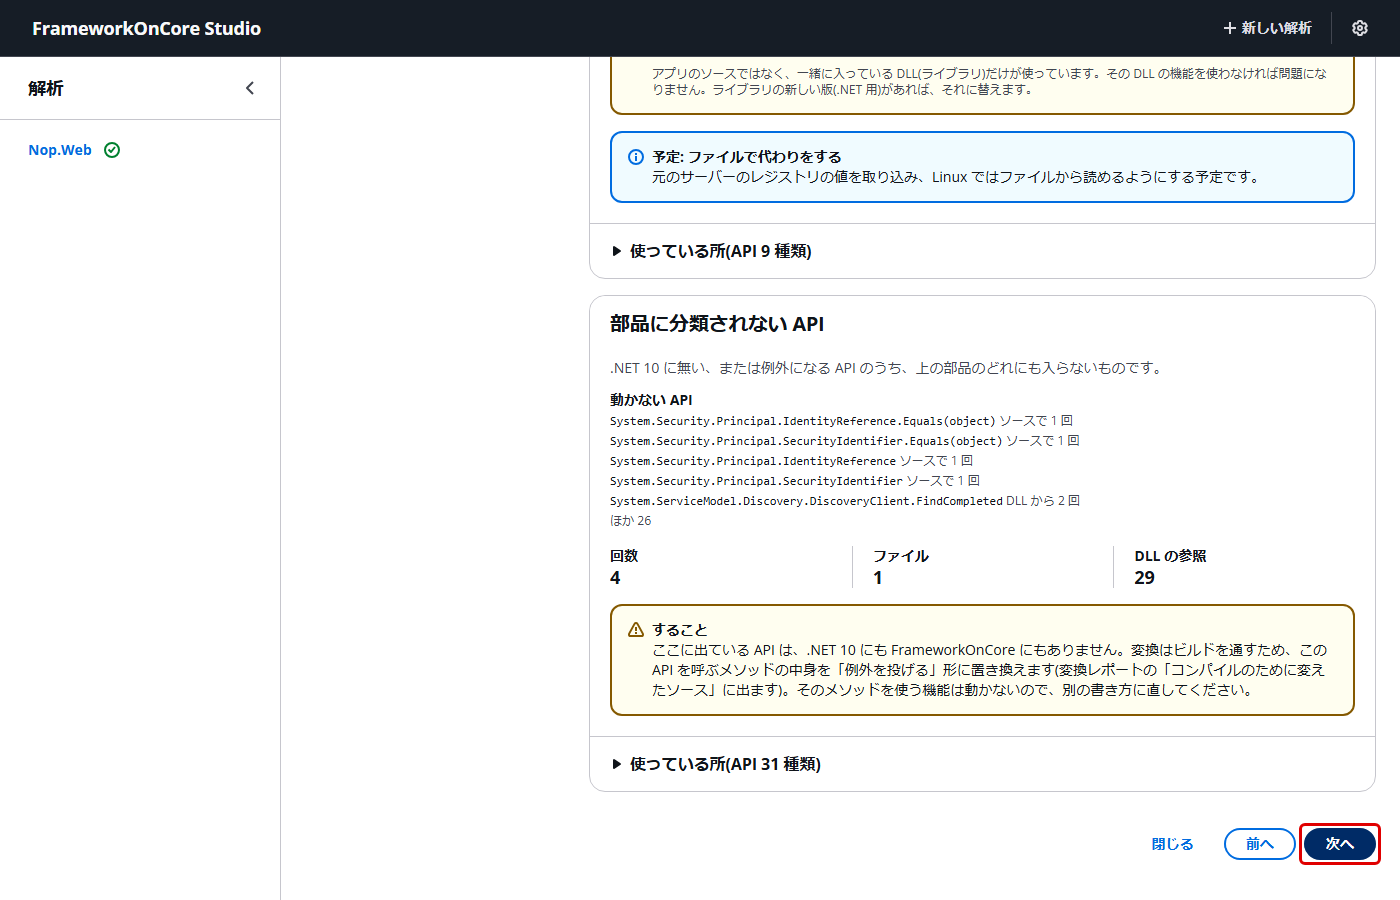 FrameworkOnCore Studio
新しい解析
解析
Nop.Web
アプリのソースではなく、一緒に入っている DLL(ライブラリ)だけが使っています。その DLL の機能を使わなければ問題にな
りません。ライブラリの新しい版(.NET 用)があれば、それに替えます。
予定: ファイルで代わりをする
元のサーバーのレジストリの値を取り込み、Linux ではファイルから読めるようにする予定です。
使っている所(API 9 種類)
部品に分類されない API
.NET 10 に無い、または例外になる API のうち、上の部品のどれにも入らないものです。
動かない API
System.Security.Principal.IdentityReference.Equals(object) ソースで 1 回
System.Security.Principal.SecurityIdentifier.Equals(object) ソースで 1 回
System.Security.Principal.IdentityReference ソースで 1 回
System.Security.Principal.SecurityIdentifier ソースで 1 回
System.ServiceModel.Discovery.DiscoveryClient.FindCompleted DLL から 2 回
ほか 26
回数 ファイル DLL の参照
4 1 29
すること
ここに出ている API は、.NET 10 にも FrameworkOnCore にもありません。変換はビルドを通すため、この
API を呼ぶメソッドの中身を「例外を投げる」形に置き換えます(変換レポートの「コンパイルのために変え
たソース」に出ます)。そのメソッドを使う機能は動かないので、別の書き方に直してください。
使っている所(API 31 種類)
閉じる 前へ 次へ